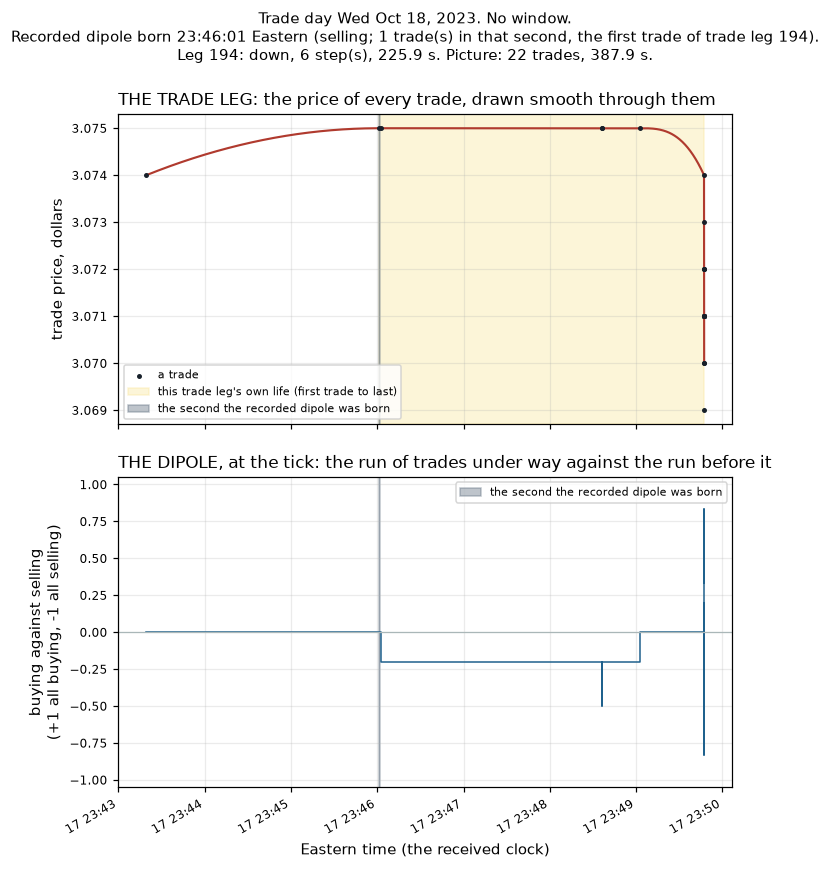 Trade day Wed Oct 18, 2023. No window.
Recorded dipole born 23:46:01 Eastern (selling; 1 trade(s) in that second, the first trade of trade leg 194).
Leg 194: down, 6 step(s), 225.9 s. Picture: 22 trades, 387.9 s.
THE TRADE LEG: the price of every trade, drawn smooth through them
trade price, dollars
3.075
3.074
3.073
3.072
3.071
3.070
3.069
a trade
this trade leg's own life (first trade to last)
the second the recorded dipole was born
THE DIPOLE, at the tick: the run of trades under way against the run before it
buying against selling
(+1 all buying, -1 all selling)
1.00
0.75
0.50
0.25
0.00
−0.25
−0.50
−0.75
−1.00
the second the recorded dipole was born
17 23:43
17 23:44
17 23:45
17 23:46
17 23:47
17 23:48
17 23:49
17 23:50
Eastern time (the received clock)